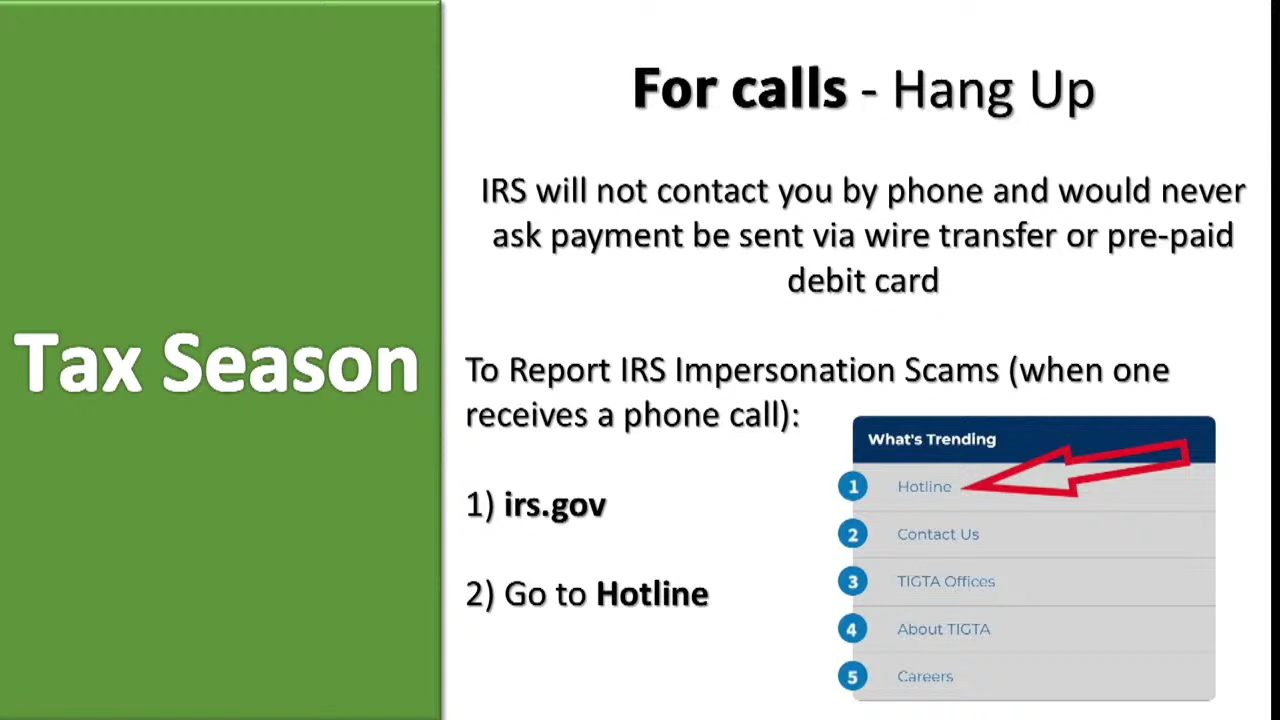 Tax Season
For calls - Hang Up
IRS will not contact you by phone and would never
ask payment be sent via wire transfer or pre-paid
debit card
To Report IRS Impersonation Scams (when one
receives a phone call):
1) irs.gov
2) Go to Hotline
What's Trending
1 Hotline
2 Contact Us
3 TIGTA Offices
4 About TIGTA
5 Careers